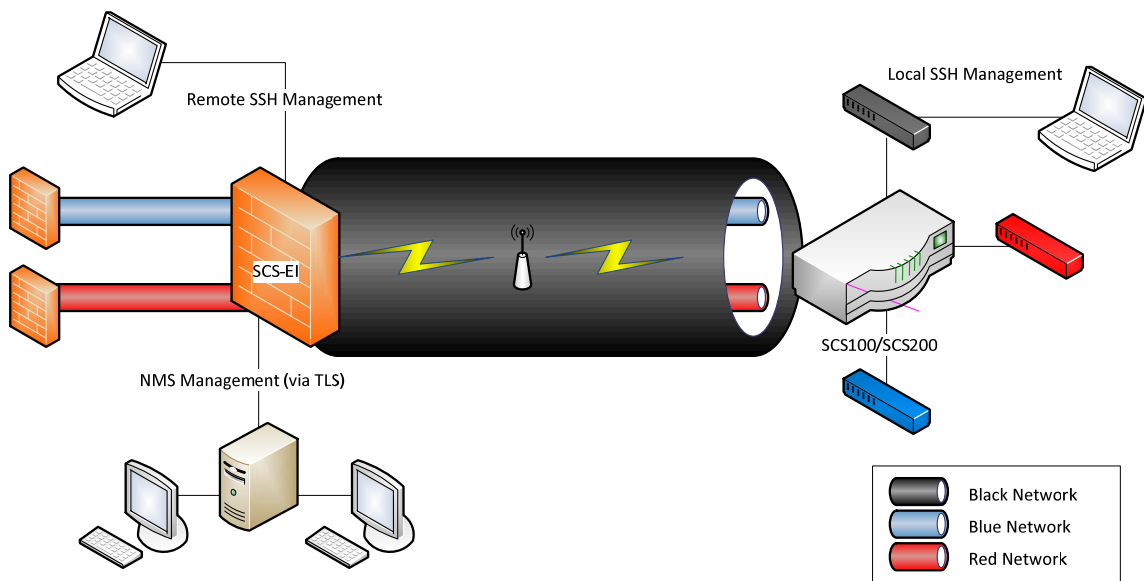 Local SSH Management
Remote SSH Management
SCS-EI
SCS100/SCS200
NMS Management (via TLS)
Black Network
Blue Network
Red Network